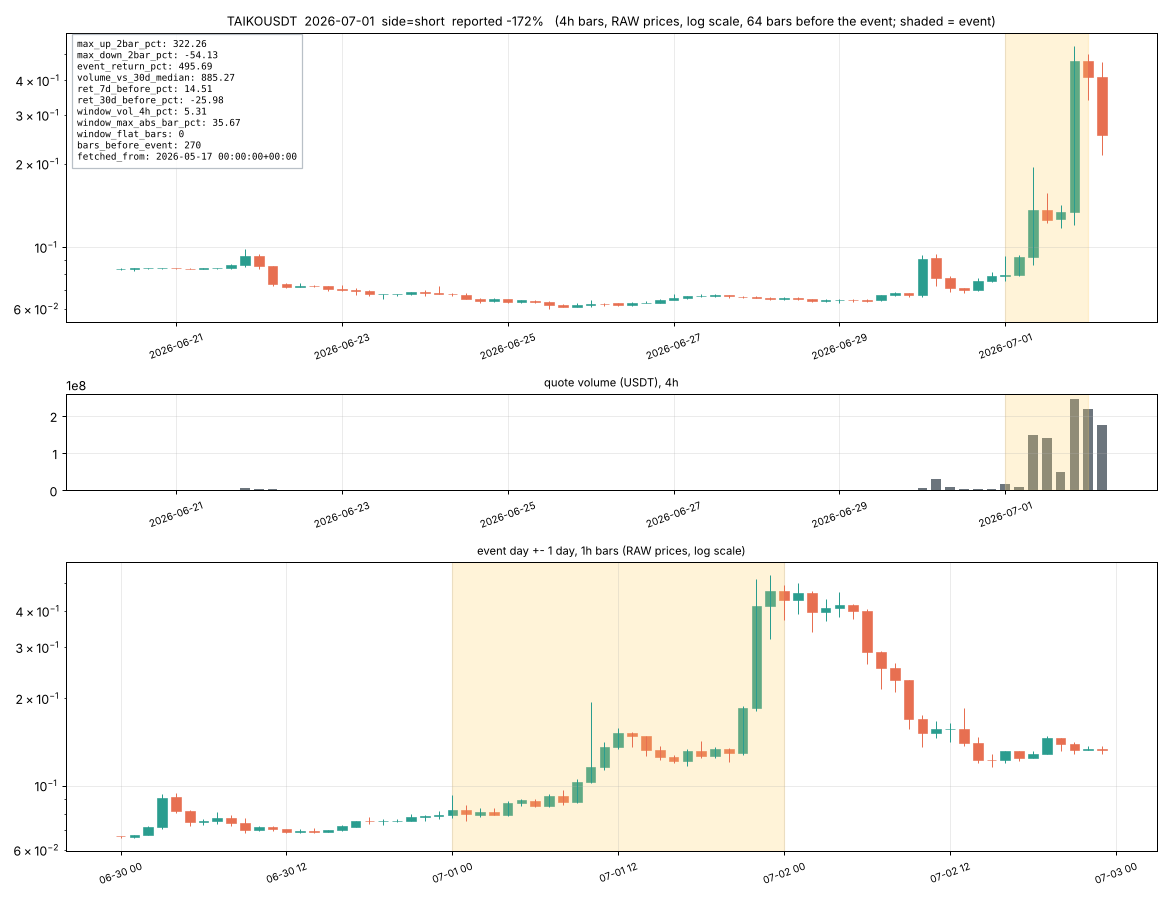 TAIKOUSDT 2026-07-01 side=short reported -172% (4h bars, RAW prices, log scale, 64 bars before the event; shaded = event)
max_up_2bar_pct: 322.26
max_down_2bar_pct: -54.13
event_return_pct: 495.69
volume_vs_30d_median: 885.27
ret_7d_before_pct: 14.51
ret_30d_before_pct: -25.98
window_vol_4h_pct: 5.31
window_max_abs_bar_pct: 35.67
window_flat_bars: 0
bars_before_event: 270
fetched_from: 2026-05-17 00:00:00+00:00
4 × 10⁻¹
3 × 10⁻¹
2 × 10⁻¹
10⁻¹
6 × 10⁻²
2026-06-21 2026-06-23 2026-06-25 2026-06-27 2026-06-29 2026-07-01
quote volume (USDT), 4h
1e8
2
1
0
2026-06-21 2026-06-23 2026-06-25 2026-06-27 2026-06-29 2026-07-01
event day +- 1 day, 1h bars (RAW prices, log scale)
4 × 10⁻¹
3 × 10⁻¹
2 × 10⁻¹
10⁻¹
6 × 10⁻²
06-30 00 06-30 12 07-01 00 07-01 12 07-02 00 07-02 12 07-03 00